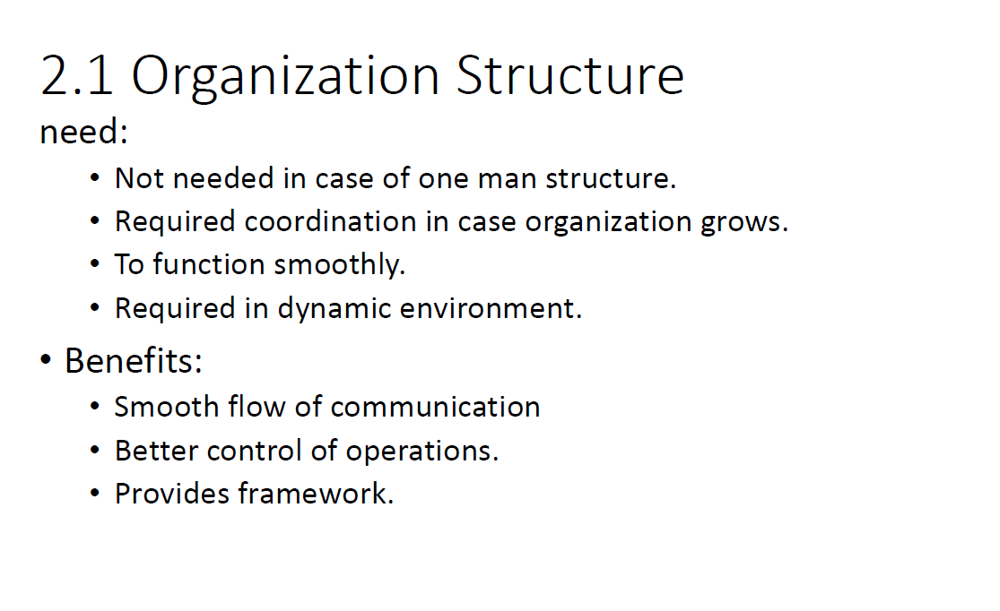 2.1 Organization Structure
need:
• Not needed in case of one man structure.
• Required coordination in case organization grows.
• To function smoothly.
• Required in dynamic environment.
• Benefits:
• Smooth flow of communication
• Better control of operations.
• Provides framework.